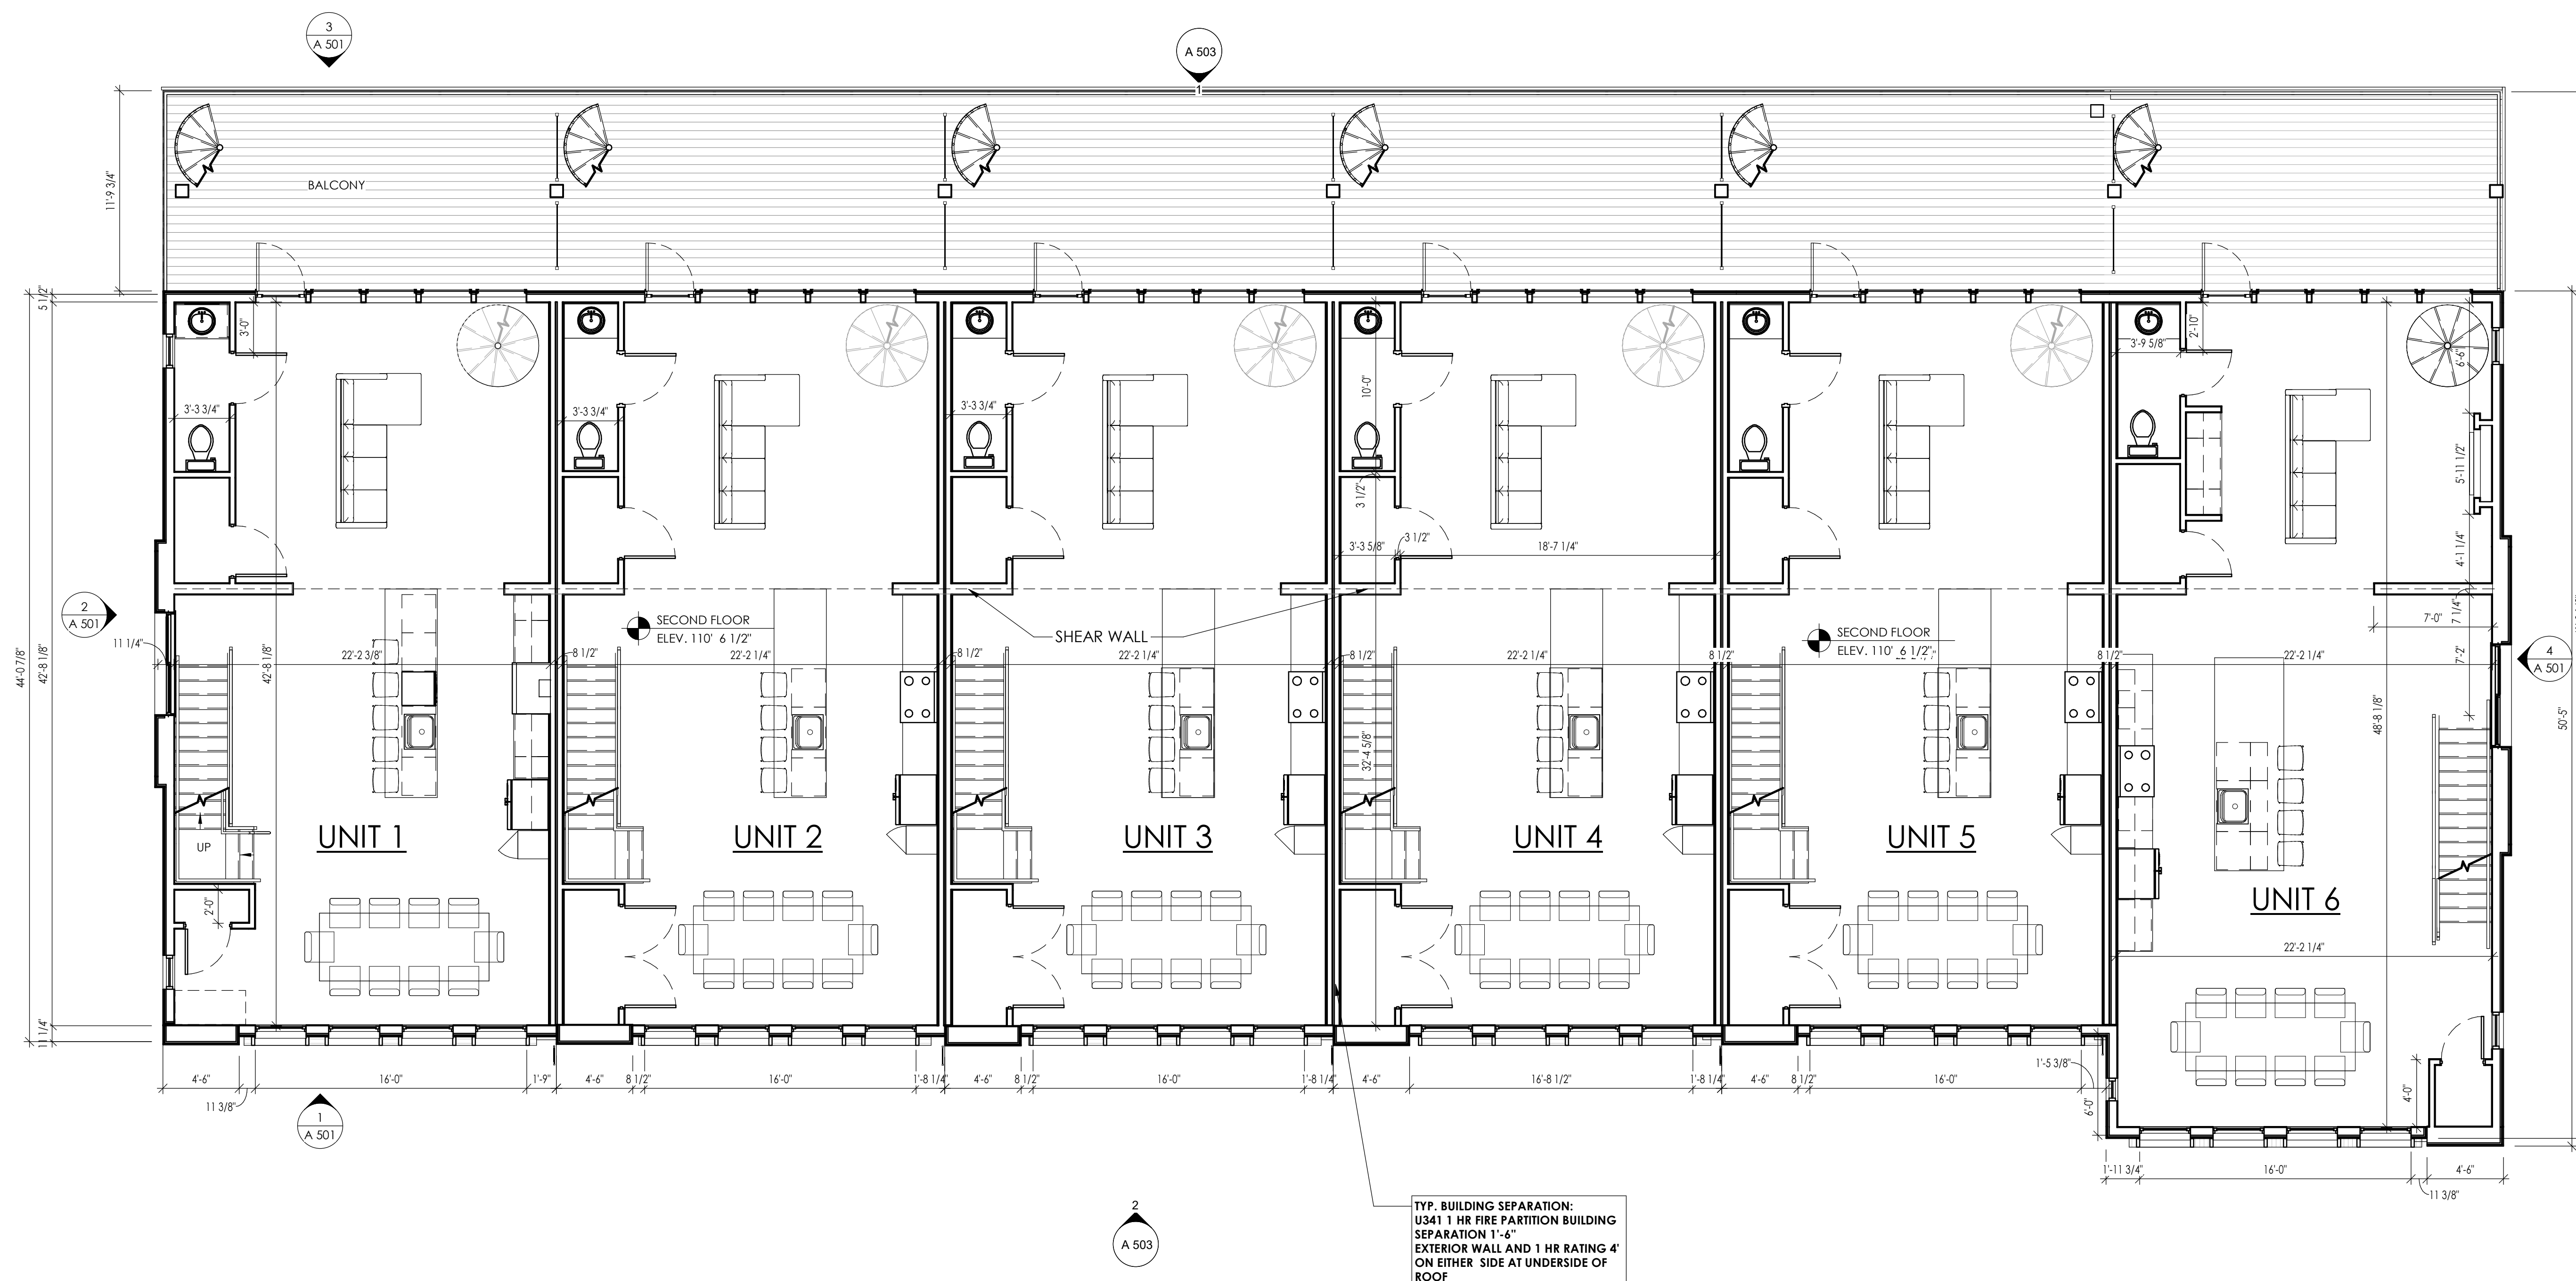 3
A 501
A 503
1
11'-9 3/4"
BALCONY
5 1/2"
3'-0"
2'-10"
3'-9 5/8"
6'-6"
10'-0"
3'-3 3/4"
3'-3 3/4"
3'-3 3/4"
5'-11 1/2"
3 1/2"
3'-3 5/8"
3 1/2"
18'-7 1/4"
4'-1 1/4"
2
A 501
SECOND FLOOR
ELEV. 110' 6 1/2"
SHEAR WALL
SECOND FLOOR
ELEV. 110' 6 1/2"
7'-0"
7 1/4"
7'-2"
11 1/4"
44'-0 7/8"
42'-8 1/8"
42'-8 1/8"
22'-2 3/8"
8 1/2"
22'-2 1/4"
8 1/2"
22'-2 1/4"
8 1/2"
22'-2 1/4"
8 1/2"
8 1/2"
22'-2 1/4"
4
A 501
48'-8 1/8"
50'-5"
32'-4 5/8"
UP
UNIT 1
UNIT 2
UNIT 3
UNIT 4
UNIT 5
UNIT 6
2'-0"
22'-2 1/4"
11 1/4"
4'-6"
11 3/8"
16'-0"
1'-9"
4'-6"
8 1/2"
16'-0"
1'-8 1/4"
4'-6"
8 1/2"
16'-0"
1'-8 1/4"
4'-6"
16'-8 1/2"
1'-8 1/4"
4'-6"
8 1/2"
16'-0"
1'-5 3/8"
6'-0"
4'-0"
1
A 501
1'-11 3/4"
16'-0"
11 3/8"
4'-6"
2
A 503
TYP. BUILDING SEPARATION:
U341 1 HR FIRE PARTITION BUILDING
SEPARATION 1'-6"
EXTERIOR WALL AND 1 HR RATING 4'
ON EITHER SIDE AT UNDERSIDE OF
ROOF